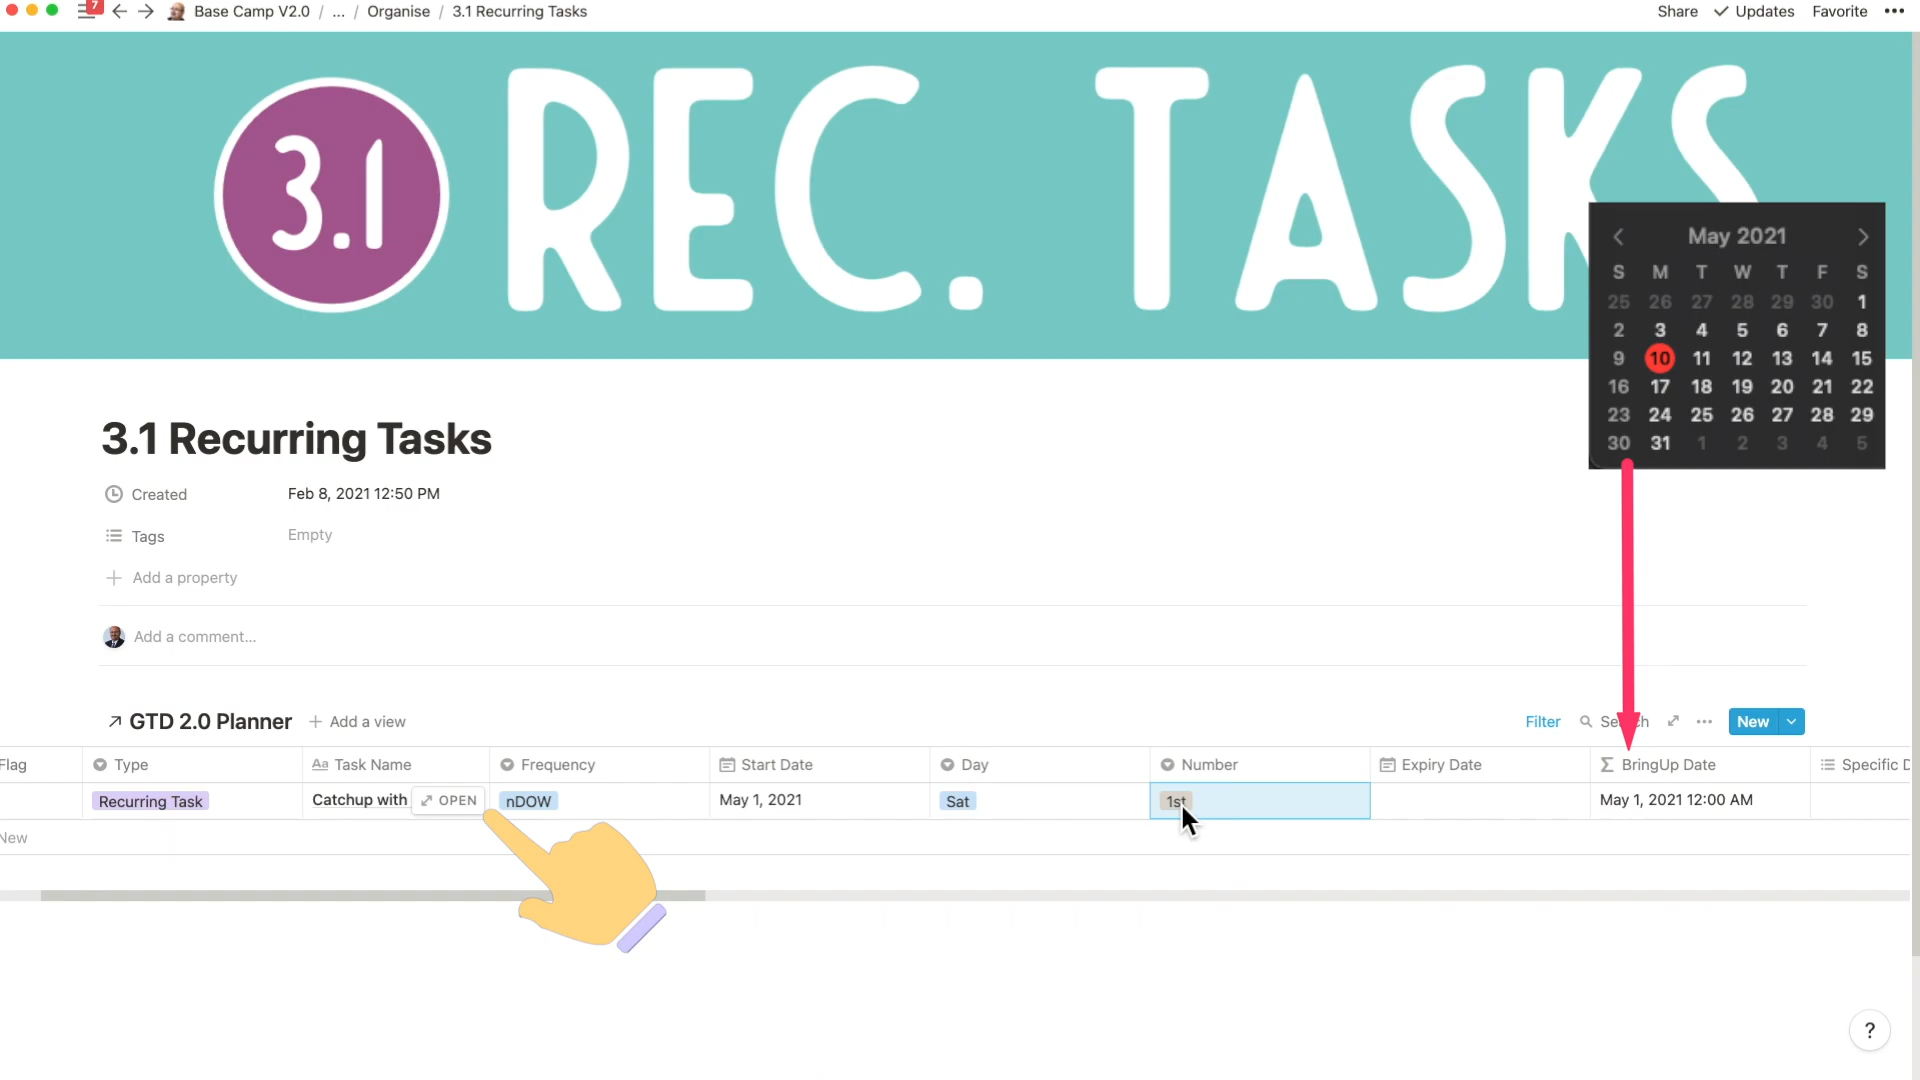 7 Base Camp V2.0 / ... / Organise / 3.1 Recurring Tasks Share Updates Favorite
3.1 REC. TASKS
May 2021
S M T W T F S
25 26 27 28 29 30 1
2 3 4 5 6 7 8
9 10 11 12 13 14 15
16 17 18 19 20 21 22
23 24 25 26 27 28 29
30 31 1 2 3 4 5
3.1 Recurring Tasks
Created Feb 8, 2021 12:50 PM
Tags Empty
Add a property
Add a comment...
GTD 2.0 Planner Add a view Filter New
Flag Type Aa Task Name Frequency Start Date Day Number Expiry Date Σ BringUp Date Specific D
Recurring Task Catchup with OPEN nDOW May 1, 2021 Sat 1st May 1, 2021 12:00 AM
New
?